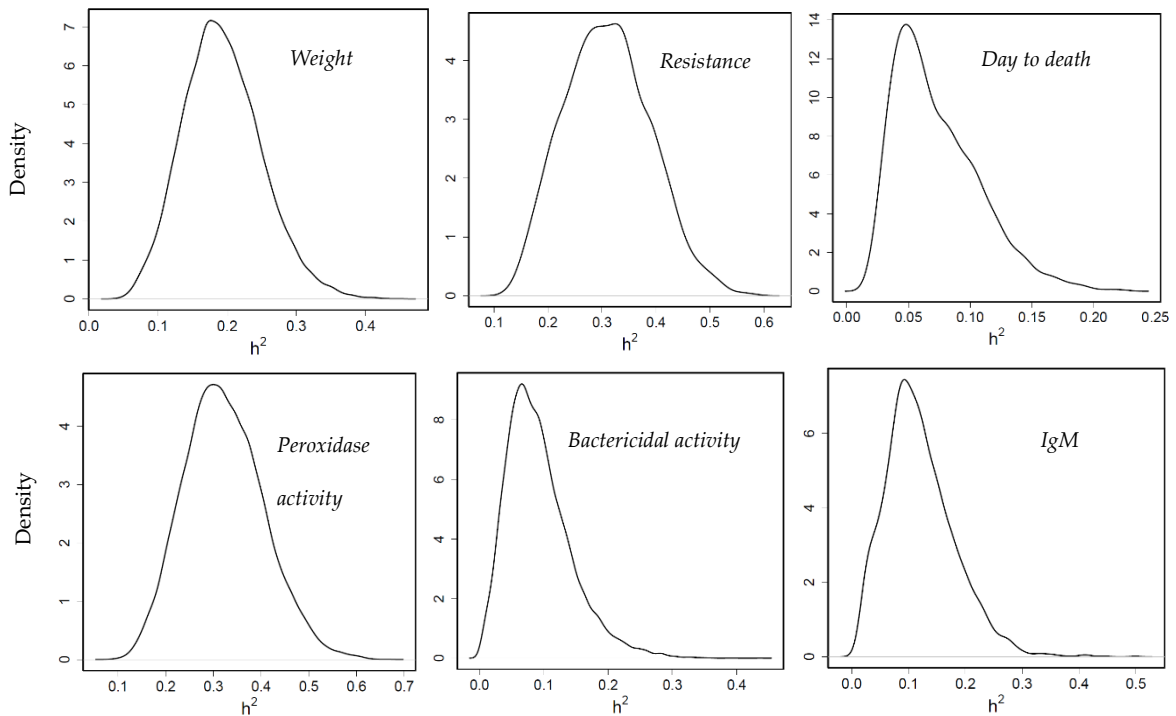 Density
7
6
5
4
3
2
1
0
Weight
0.0 0.1 0.2 0.3 0.4
h²
4
3
2
1
0
Resistance
0.1 0.2 0.3 0.4 0.5 0.6
h²
14
12
10
8
6
4
2
0
Day to death
0.00 0.05 0.10 0.15 0.20 0.25
h²
Density
4
3
2
1
0
Peroxidase
activity
0.1 0.2 0.3 0.4 0.5 0.6 0.7
h²
8
6
4
2
0
Bactericidal activity
0.0 0.1 0.2 0.3 0.4
h²
6
4
2
0
IgM
0.0 0.1 0.2 0.3 0.4 0.5
h²